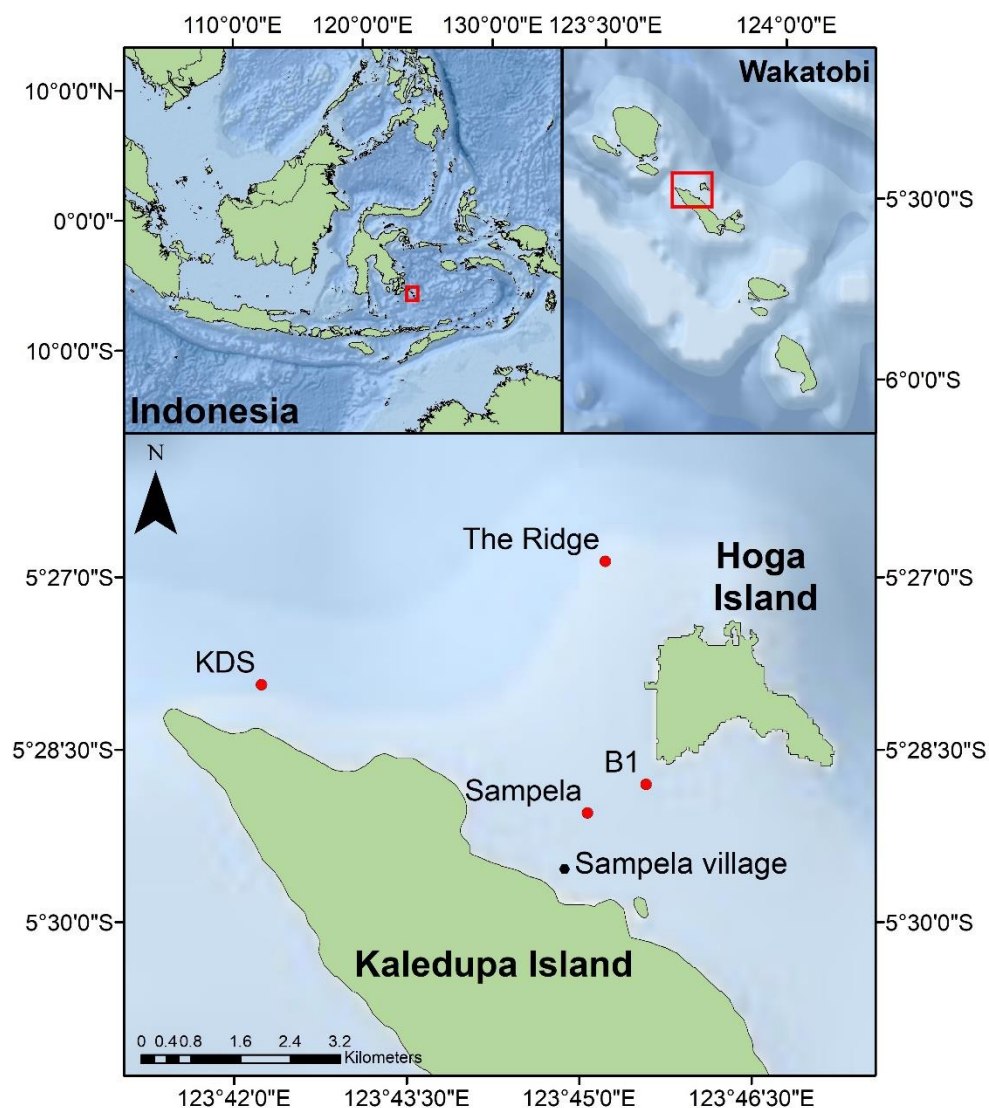 110°0'0"E 120°0'0"E 130°0'0"E 123°30'0"E 124°0'0"E
Wakatobi
10°0'0"N
0°0'0"
10°0'0"S
5°30'0"S
6°0'0"S
Indonesia
N
The Ridge
Hoga
Island
5°27'0"S
5°27'0"S
KDS
5°28'30"S
5°28'30"S
B1
Sampela
Sampela village
5°30'0"S
5°30'0"S
Kaledupa Island
0 0.4 0.8 1.6 2.4 3.2
Kilometers
123°42'0"E 123°43'30"E 123°45'0"E 123°46'30"E